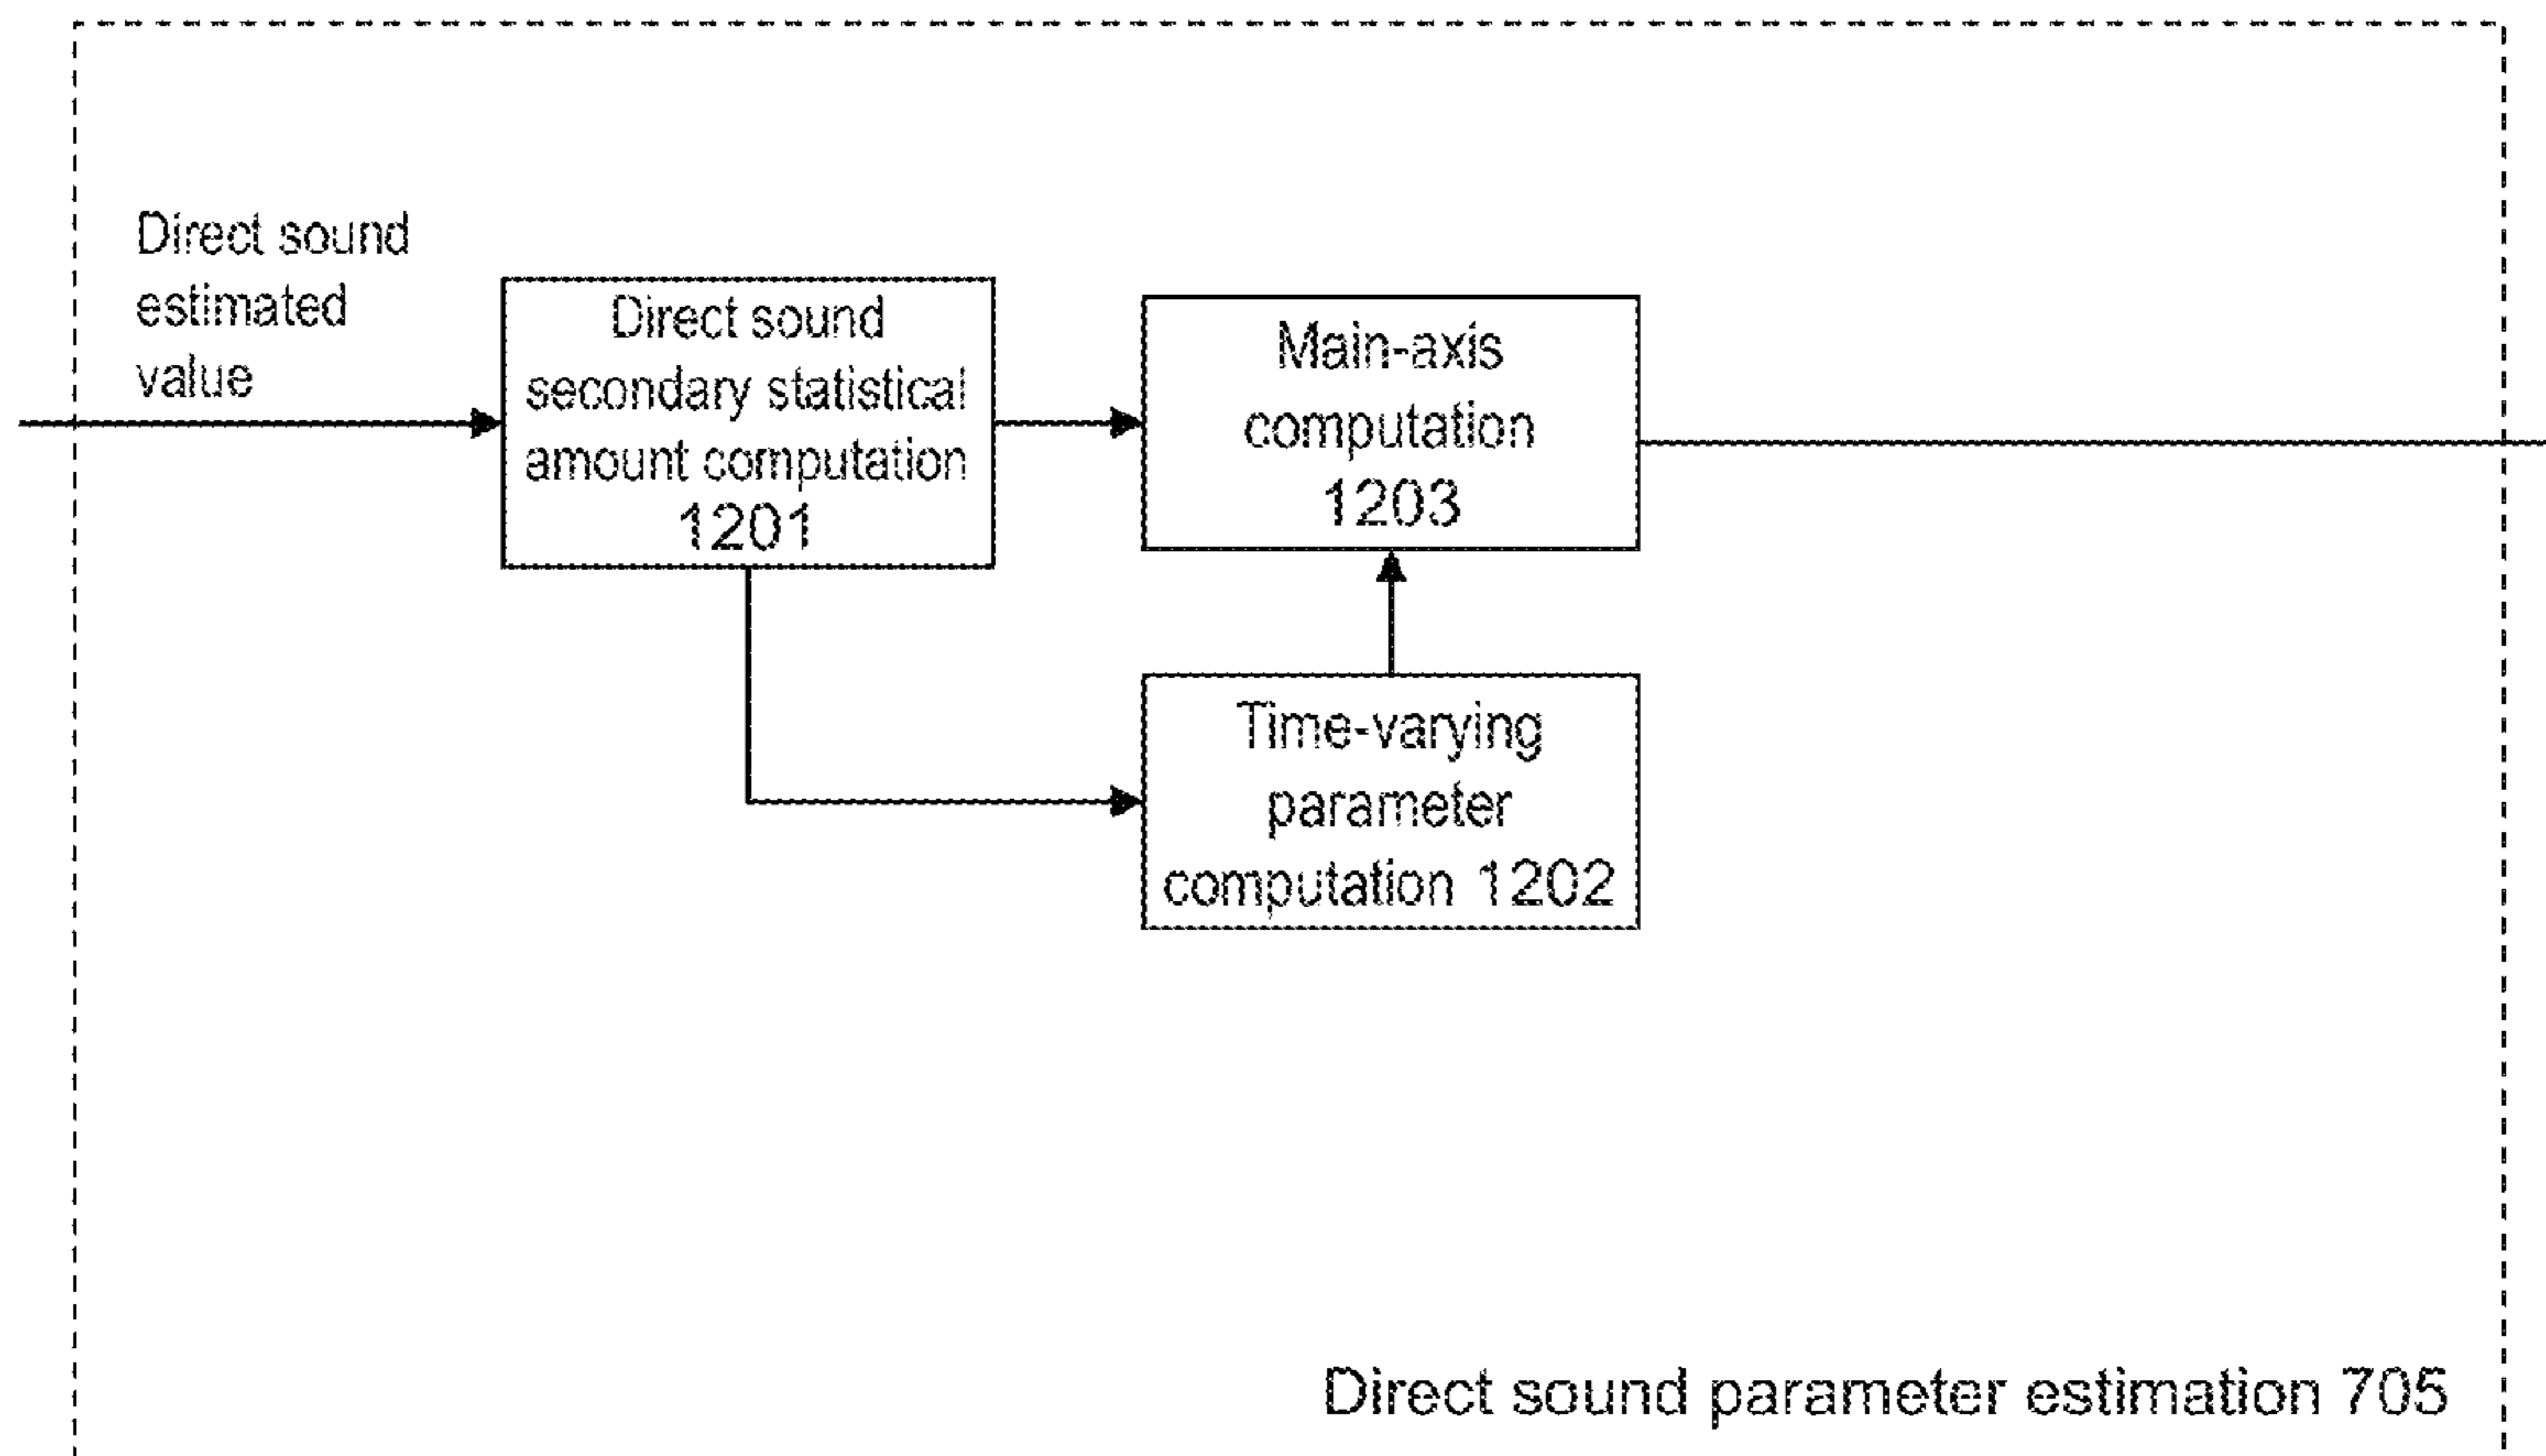 Direct sound
estimated
value
Direct sound
secondary statistical
amount computation
1201
Main-axis
computation
1203
Time-varying
parameter
computation 1202
Direct sound parameter estimation 705